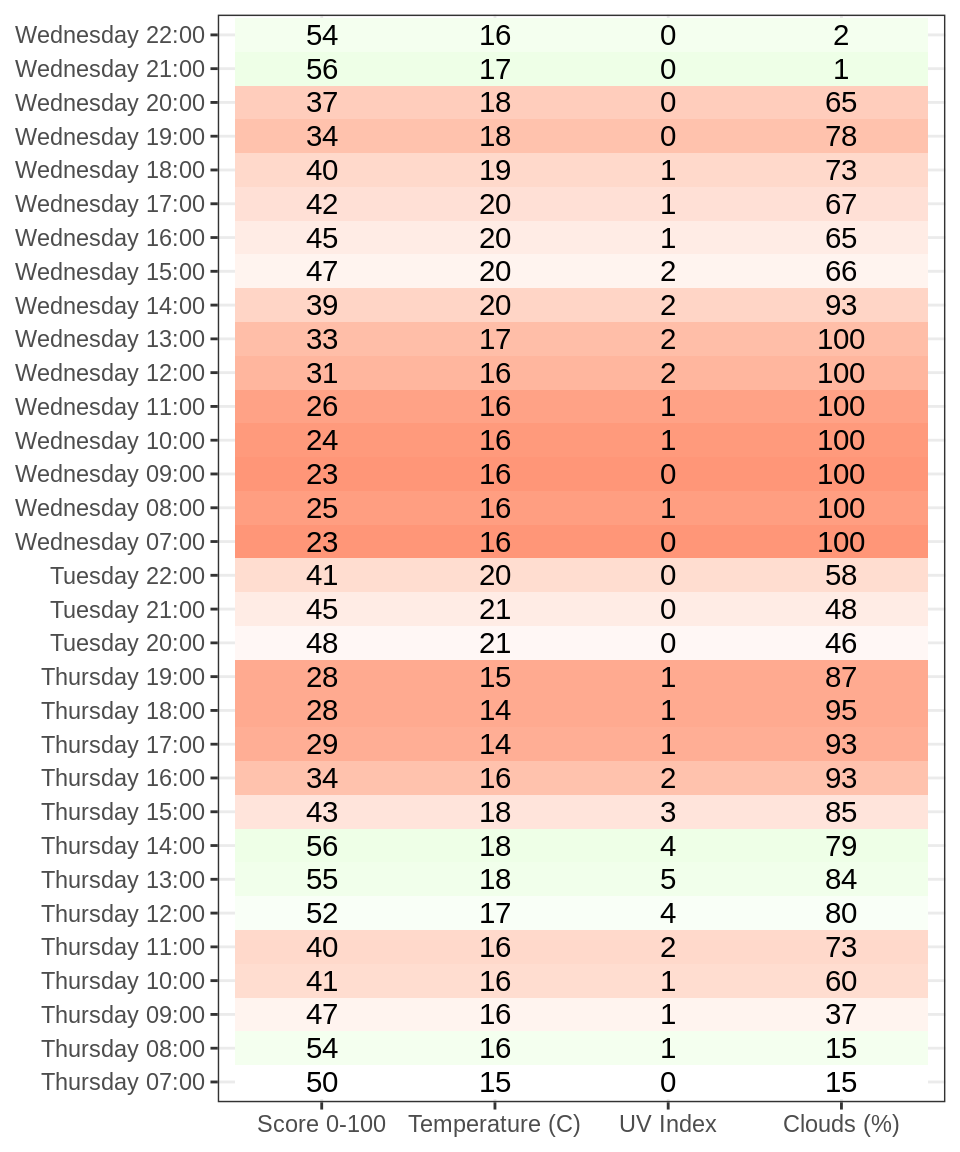 Wednesday 22:00 54 16 0 2
Wednesday 21:00 56 17 0 1
Wednesday 20:00 37 18 0 65
Wednesday 19:00 34 18 0 78
Wednesday 18:00 40 19 1 73
Wednesday 17:00 42 20 1 67
Wednesday 16:00 45 20 1 65
Wednesday 15:00 47 20 2 66
Wednesday 14:00 39 20 2 93
Wednesday 13:00 33 17 2 100
Wednesday 12:00 31 16 2 100
Wednesday 11:00 26 16 1 100
Wednesday 10:00 24 16 1 100
Wednesday 09:00 23 16 0 100
Wednesday 08:00 25 16 1 100
Wednesday 07:00 23 16 0 100
Tuesday 22:00 41 20 0 58
Tuesday 21:00 45 21 0 48
Tuesday 20:00 48 21 0 46
Thursday 19:00 28 15 1 87
Thursday 18:00 28 14 1 95
Thursday 17:00 29 14 1 93
Thursday 16:00 34 16 2 93
Thursday 15:00 43 18 3 85
Thursday 14:00 56 18 4 79
Thursday 13:00 55 18 5 84
Thursday 12:00 52 17 4 80
Thursday 11:00 40 16 2 73
Thursday 10:00 41 16 1 60
Thursday 09:00 47 16 1 37
Thursday 08:00 54 16 1 15
Thursday 07:00 50 15 0 15
Score 0-100 Temperature (C) UV Index Clouds (%)